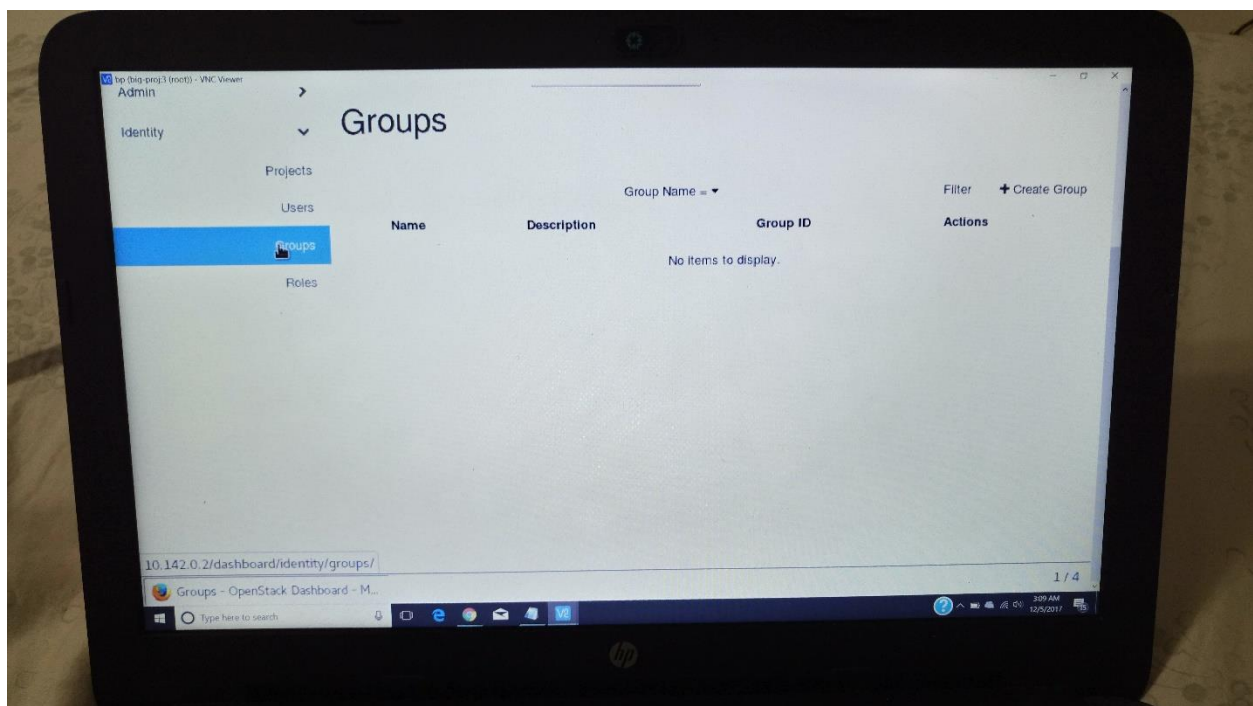 bp (big-proj:3 (root)) - VNC Viewer
Admin
Identity
Projects
Users
Groups
Roles
Groups
Group Name =
Filter
+ Create Group
Name Description Group ID Actions
No items to display.
10.142.0.2/dashboard/identity/groups/
Groups - OpenStack Dashboard - M...
1 / 4
Type here to search
3:09 AM
12/5/2017
hp